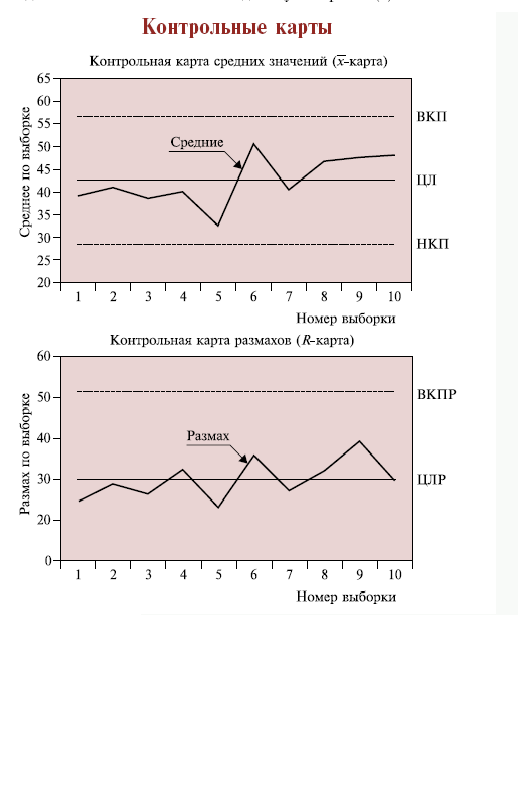 Контрольные карты
Контрольная карта средних значений (x̅-карта)
Среднее по выборке
65
60
55
50
45
40
35
30
25
20
Средние
ВКП
ЦЛ
НКП
1 2 3 4 5 6 7 8 9 10
Номер выборки
Контрольная карта размахов (R-карта)
Размах по выборке
60
50
40
30
20
0
Размах
ВКПР
ЦЛР
1 2 3 4 5 6 7 8 9 10
Номер выборки